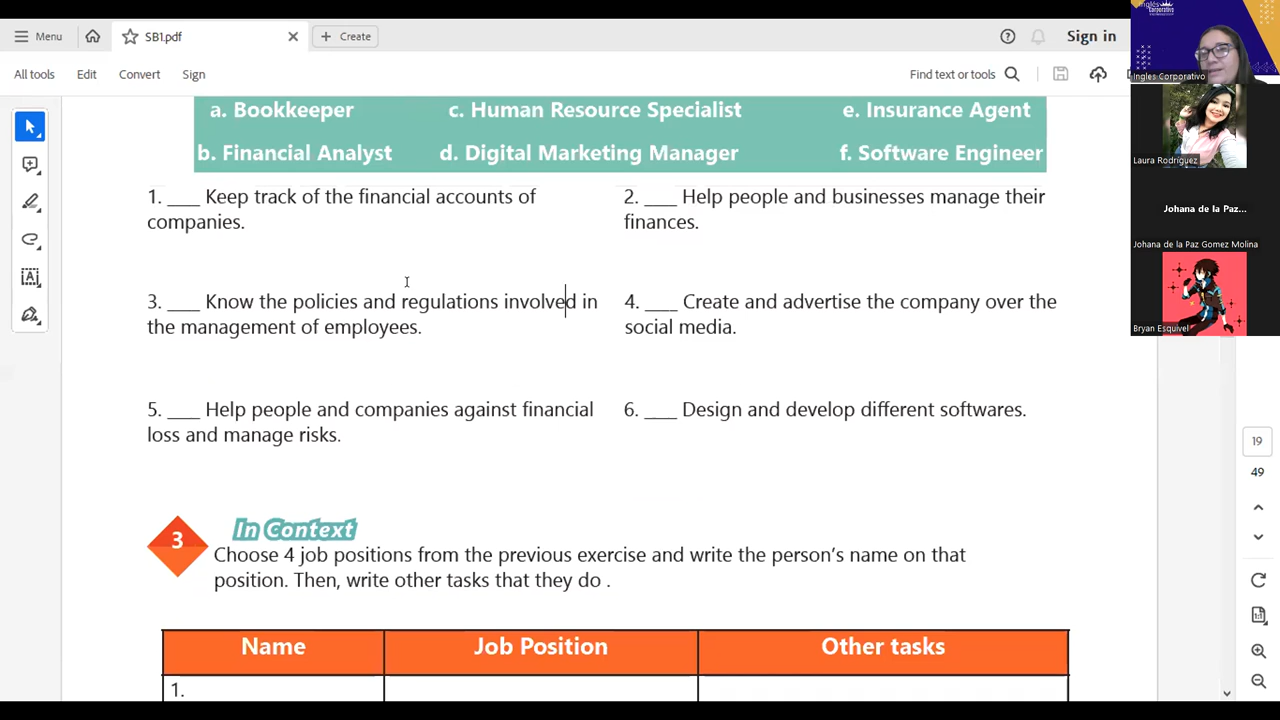 Menu
SB1.pdf
Create
Sign in
All tools
Edit
Convert
Sign
Find text or tools
Inglés
Corporativo
Ingles Corporativo
Laura Rodríguez
Johana de la Paz...
Johana de la Paz Gomez Molina
Bryan Esquivel
a. Bookkeeper c. Human Resource Specialist e. Insurance Agent
b. Financial Analyst d. Digital Marketing Manager f. Software Engineer
1. ___ Keep track of the financial accounts of
companies.
2. ___ Help people and businesses manage their
finances.
3. ___ Know the policies and regulations involved in
the management of employees.
4. ___ Create and advertise the company over the
social media.
5. ___ Help people and companies against financial
loss and manage risks.
6. ___ Design and develop different softwares.
3
In Context
Choose 4 job positions from the previous exercise and write the person's name on that
position. Then, write other tasks that they do .
Name Job Position Other tasks
1.
19
49